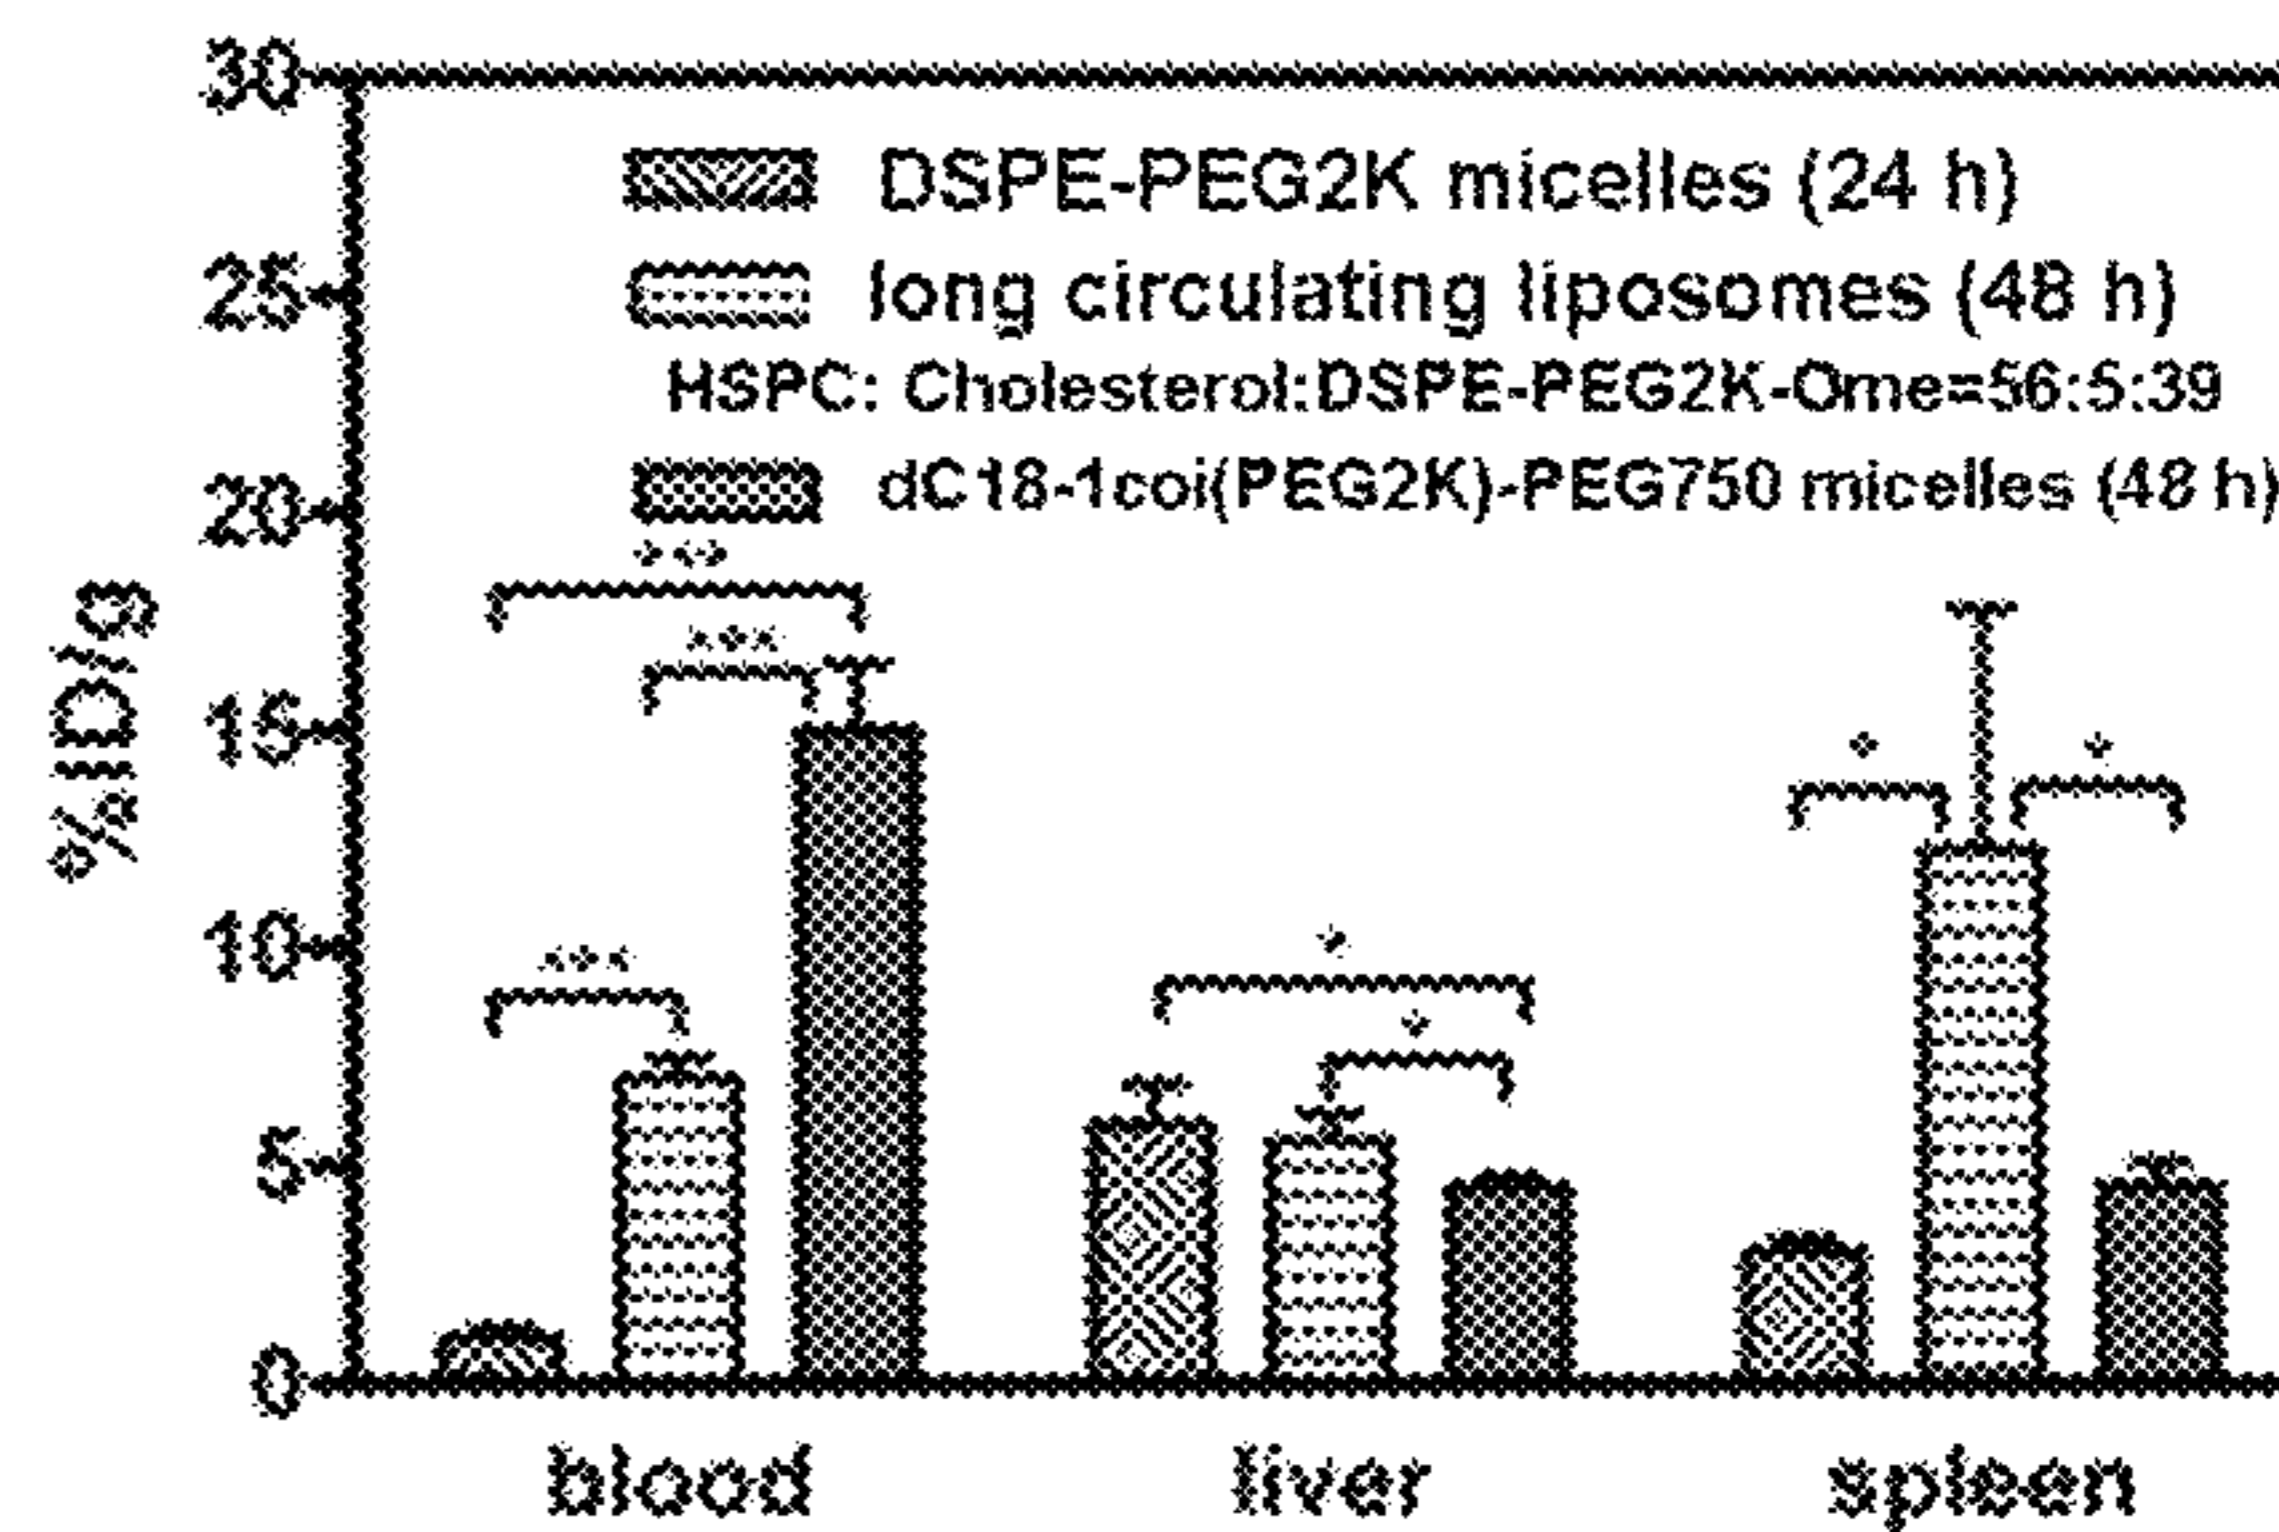 30
DSPE-PEG2K micelles (24 h)
25
long circulating liposomes (48 h)
HSPC: Cholesterol:DSPE-PEG2K-Ome=56:5:39
20
dC18-1coi(PEG2K)-PEG750 micelles (48 h)
***
***
%ID/g
15
*
*
10
***
*
*
5
0
blood
liver
spleen